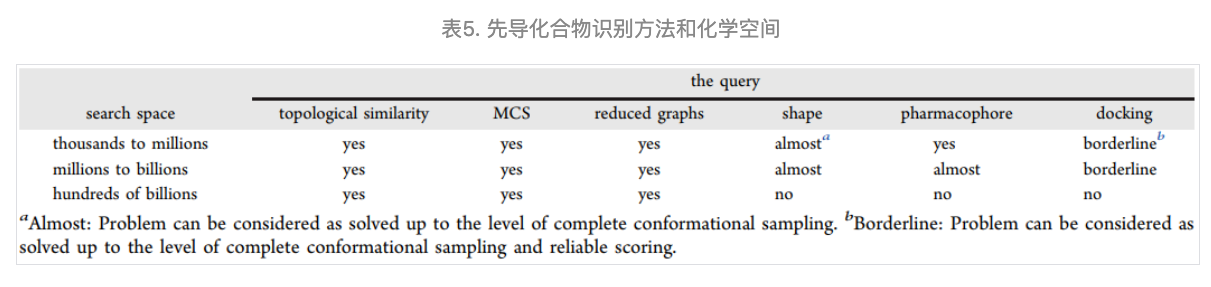 表5. 先导化合物识别方法和化学空间
the query
search space topological similarity MCS reduced graphs shape pharmacophore docking
thousands to millions yes yes yes almostᵃ yes borderlineᵇ
millions to billions yes yes yes almost almost borderline
hundreds of billions yes yes yes no no no
ᵃAlmost: Problem can be considered as solved up to the level of complete conformational sampling. ᵇBorderline: Problem can be considered as
solved up to the level of complete conformational sampling and reliable scoring.